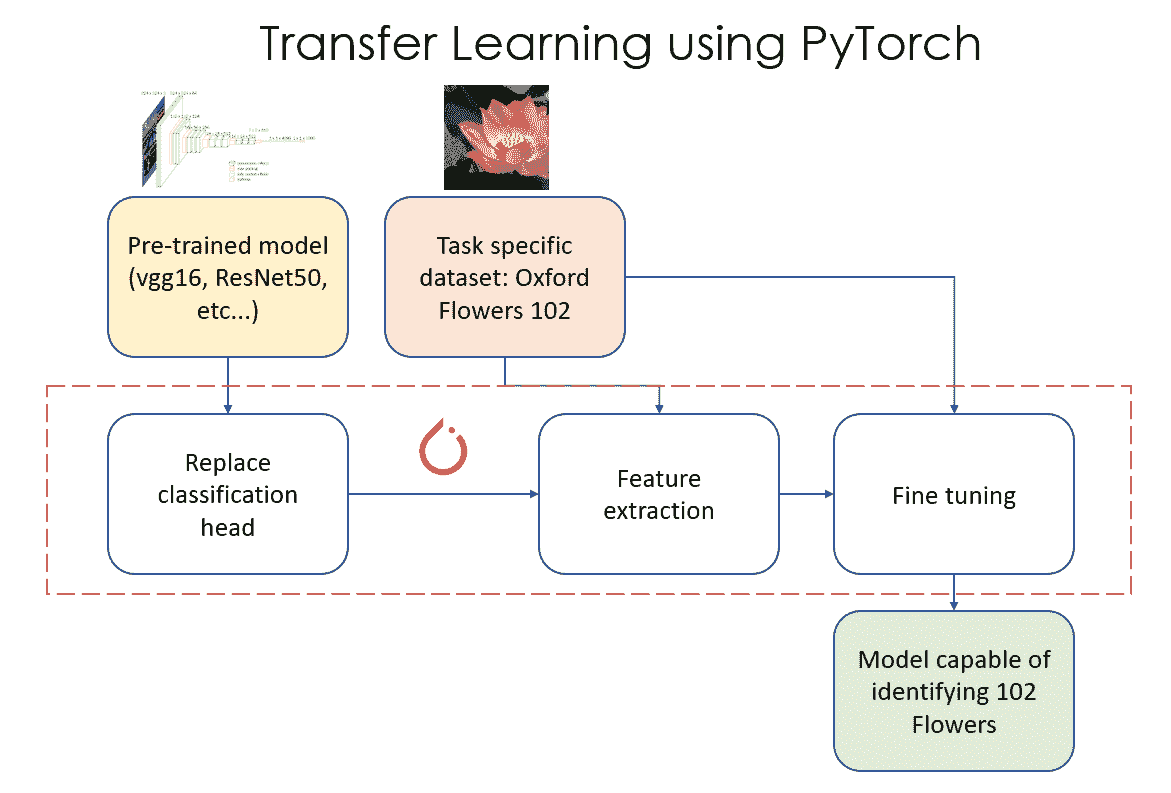 Transfer Learning using PyTorch
Pre-trained model
(vgg16, ResNet50,
etc...)
Task specific
dataset: Oxford
Flowers 102
Replace
classification
head
Feature
extraction
Fine tuning
Model capable of
identifying 102
Flowers